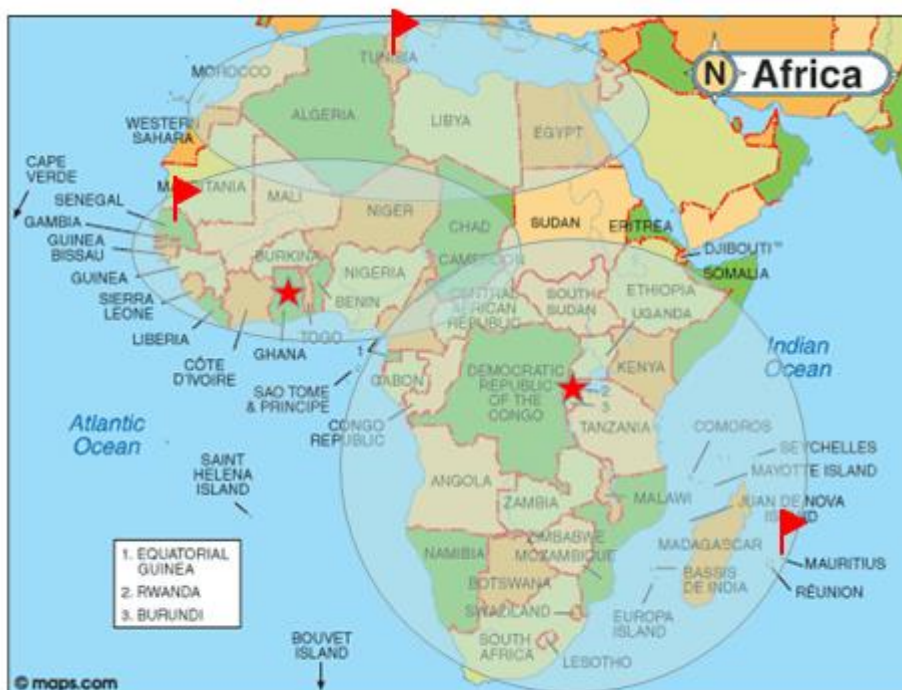 N Africa
TUNISIA
MOROCCO
ALGERIA
LIBYA
EGYPT
WESTERN
SAHARA
CAPE
VERDE
MAURITANIA
MALI
NIGER
CHAD
SUDAN
ERITREA
SENEGAL
GAMBIA
GUINEA
BISSAU
GUINEA
SIERRA
LEONE
LIBERIA
CÔTE
D'IVOIRE
BURKINA
GHANA
TOGO
BENIN
NIGERIA
CAMEROON
CENTRAL
AFRICAN
REPUBLIC
SOUTH
SUDAN
ETHIOPIA
DJIBOUTI
SOMALIA
UGANDA
KENYA
1
SAO TOME
& PRINCIPE
GABON
CONGO
REPUBLIC
DEMOCRATIC
REPUBLIC
OF THE
CONGO
2
3
TANZANIA
Indian
Ocean
Atlantic
Ocean
SAINT
HELENA
ISLAND
COMOROS
SEYCHELLES
MAYOTTE ISLAND
JUAN DE NOVA
ISLAND
ANGOLA
ZAMBIA
MALAWI
ZIMBABWE
MOZAMBIQUE
MADAGASCAR
MAURITIUS
RÉUNION
BASSIS
DE INDIA
NAMIBIA
BOTSWANA
SWAZILAND
EUROPA
ISLAND
SOUTH
AFRICA
LESOTHO
1. EQUATORIAL
GUINEA
2. RWANDA
3. BURUNDI
BOUVET
ISLAND
© maps.com